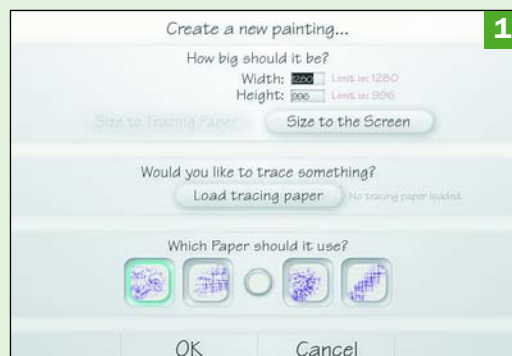 Create a new painting...
1
How big should it be?
Width: 1280 Limit is: 1280
Height: 996 Limit is: 996
Size to Tracing Paper Size to the Screen
Would you like to trace something?
Load tracing paper No tracing paper loaded.
Which Paper should it use?
OK Cancel